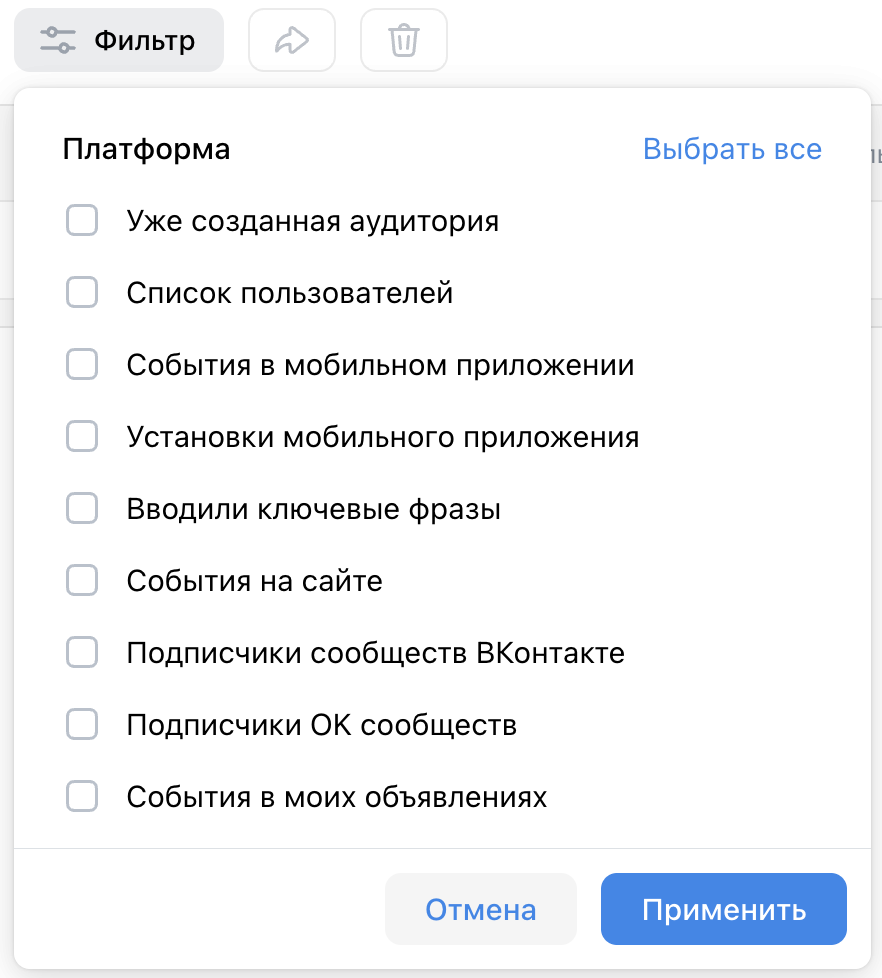 Фильтр
Платформа
Выбрать все
Уже созданная аудитория
Список пользователей
События в мобильном приложении
Установки мобильного приложения
Вводили ключевые фразы
События на сайте
Подписчики сообществ ВКонтакте
Подписчики OK сообществ
События в моих объявлениях
Отмена
Применить